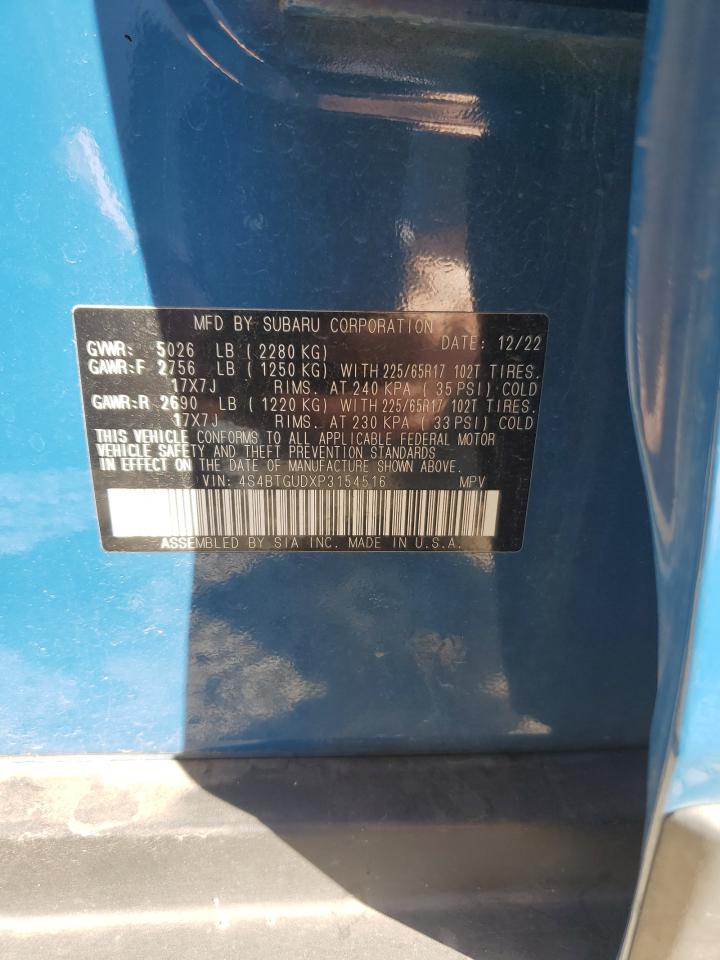 MFD BY SUBARU CORPORATION DATE: 12/22
GVWR: 5026 LB ( 2280 KG)
GAWR:F 2756 LB ( 1250 KG) WITH 225/65R17 102T TIRES.
17X7J RIMS. AT 240 KPA ( 35 PSI) COLD
GAWR:R 2690 LB ( 1220 KG) WITH 225/65R17 102T TIRES.
17X7J RIMS. AT 230 KPA ( 33 PSI) COLD
THIS VEHICLE CONFORMS TO ALL APPLICABLE FEDERAL MOTOR
VEHICLE SAFETY AND THEFT PREVENTION STANDARDS
IN EFFECT ON THE DATE OF MANUFACTURE SHOWN ABOVE.
VIN: 4S4BTGUDXP3154516 MPV
ASSEMBLED BY SIA INC. MADE IN U.S.A.